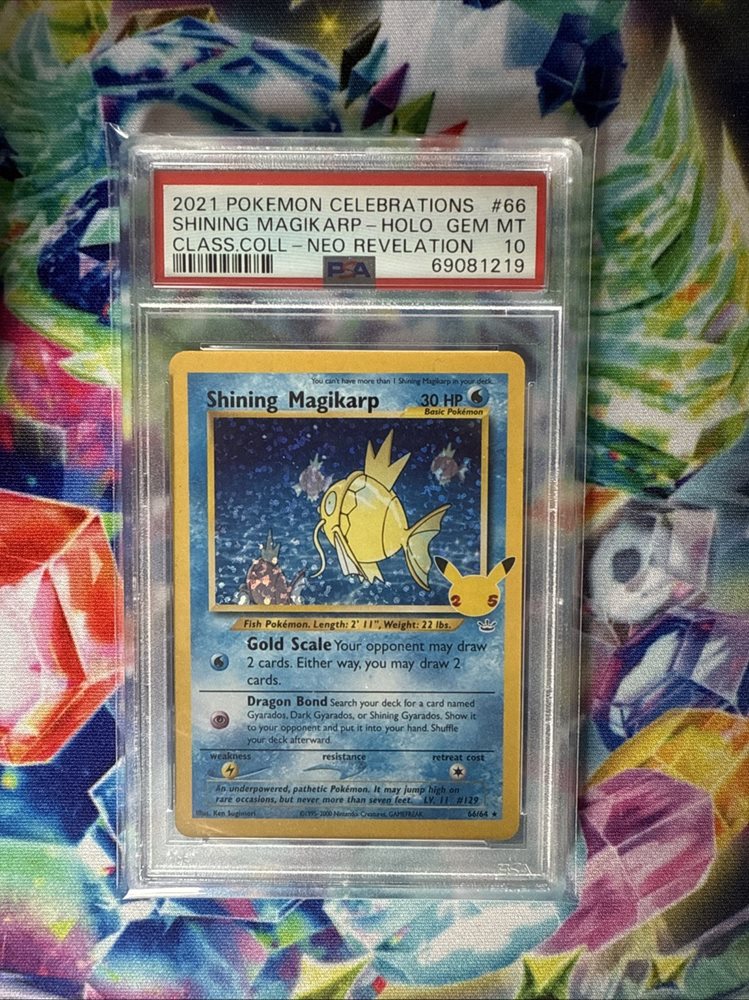 2021 POKEMON CELEBRATIONS #66
SHINING MAGIKARP - HOLO GEM MT
CLASS.COLL - NEO REVELATION 10
PSA 69081219
You can't have more than 1 Shining Magikarp in your deck.
Shining Magikarp 30 HP
Basic Pokémon
2 5
Fish Pokémon. Length: 2' 11", Weight: 22 lbs.
Gold Scale Your opponent may draw
2 cards. Either way, you may draw 2
cards.
Dragon Bond Search your deck for a card named
Gyarados, Dark Gyarados, or Shining Gyarados. Show it
to your opponent and put it into your hand. Shuffle
your deck afterward.
weakness resistance retreat cost
An underpowered, pathetic Pokémon. It may jump high on
rare occasions, but never more than seven feet. LV. 11 #129
Illus. Ken Sugimori ©1995-2000 Nintendo, Creatures, GAMEFREAK 66/64 ★
PSA